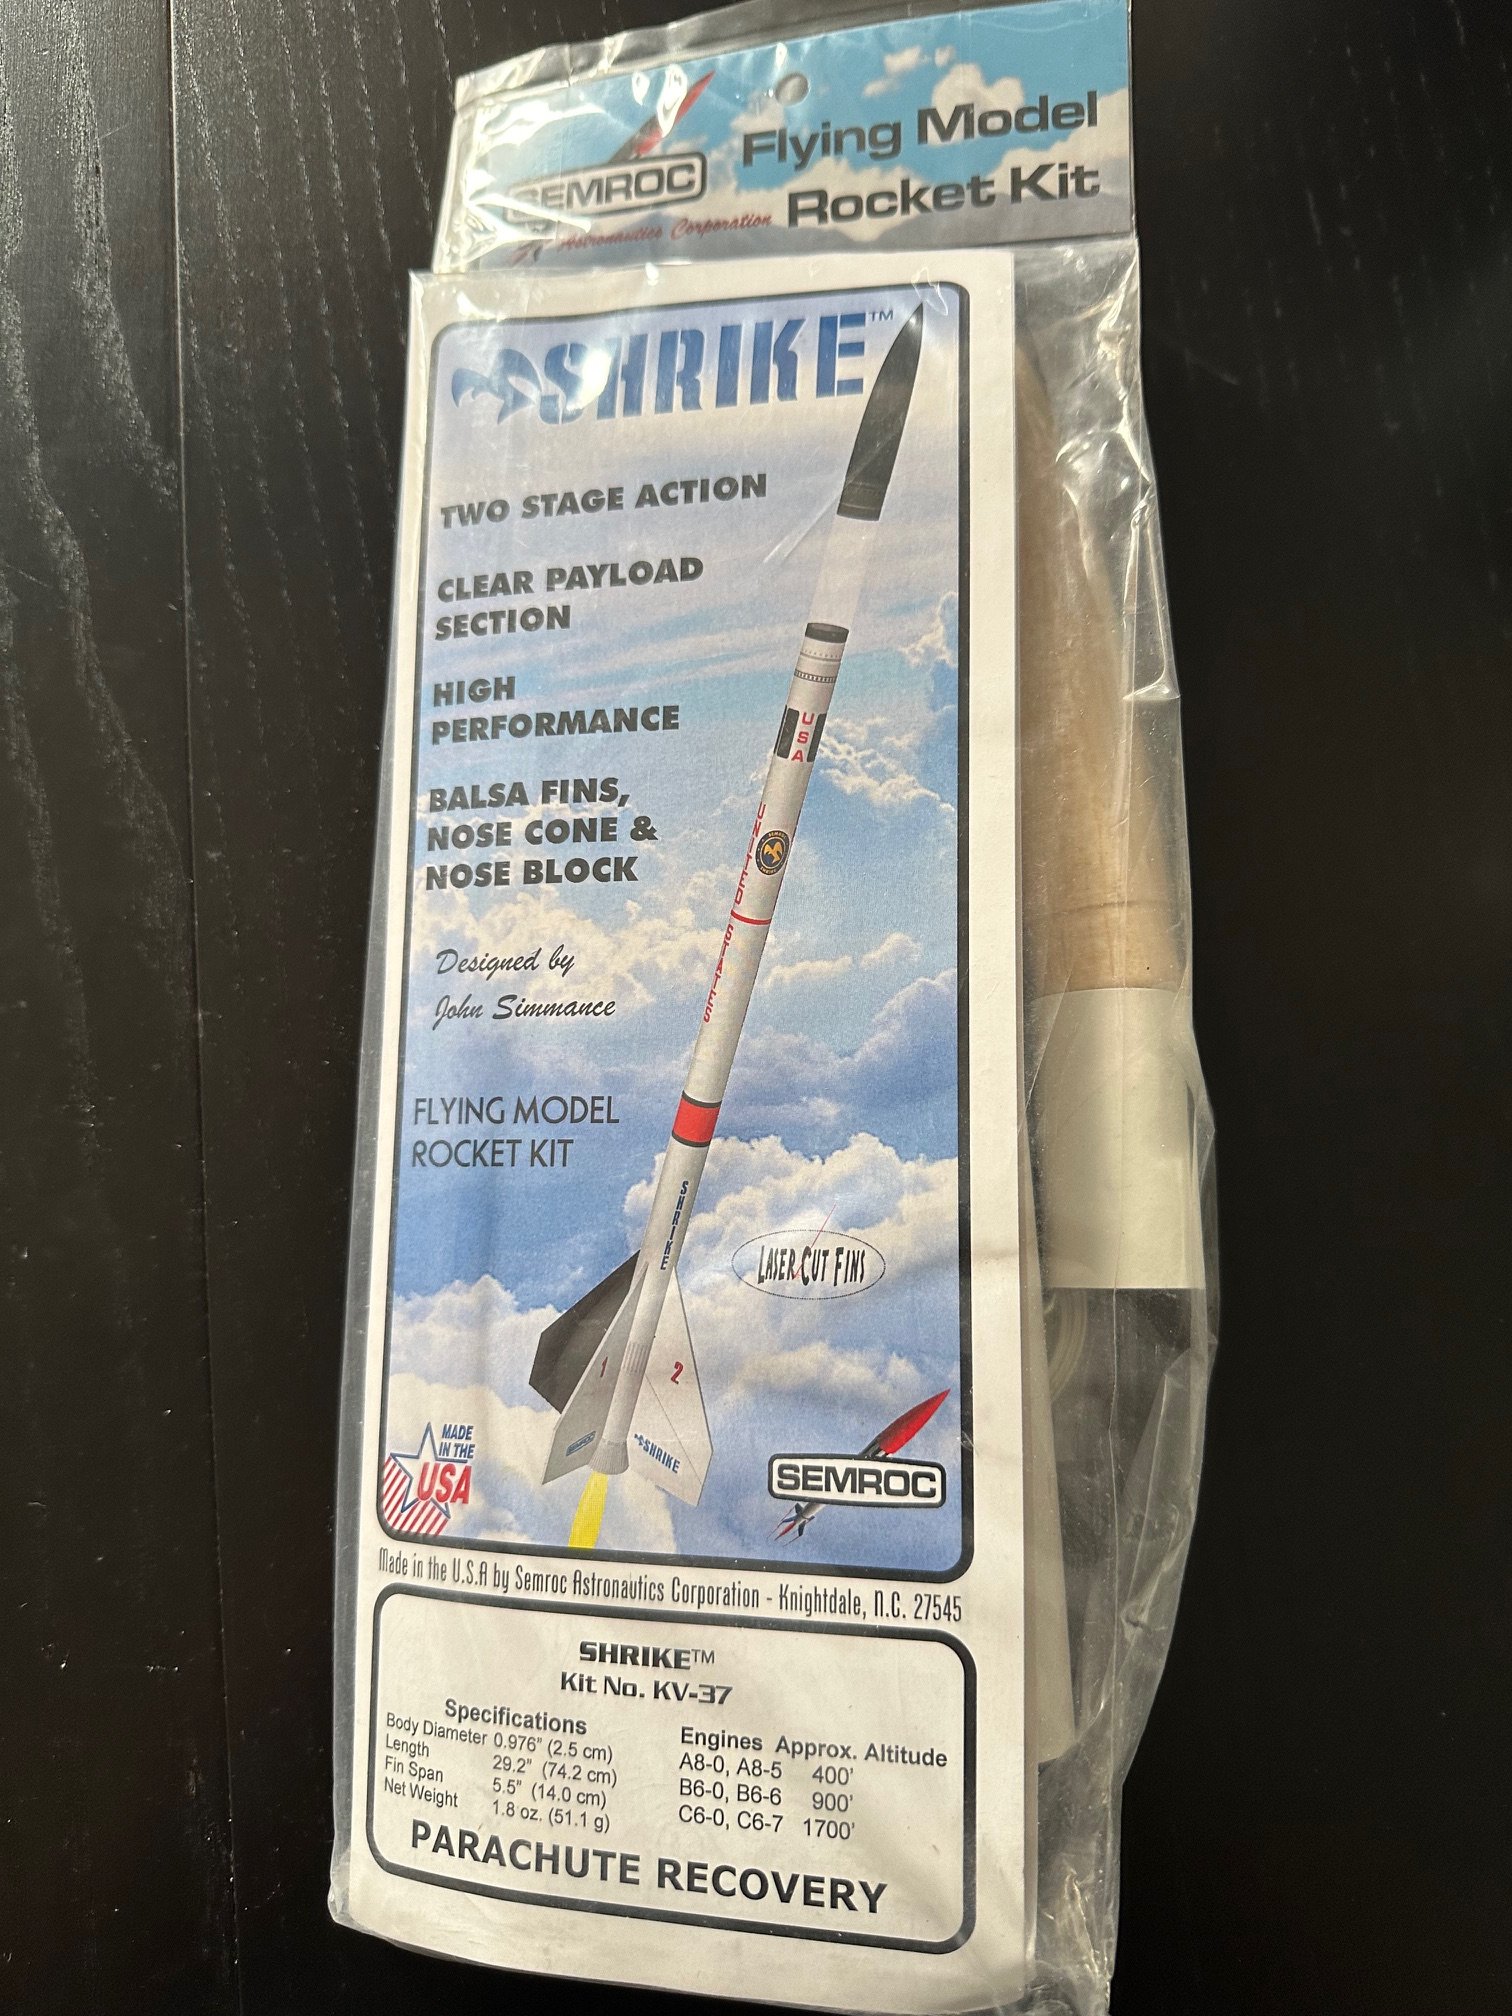 Flying Model
Rocket Kit
SEMROC
Astronautics Corporation
SHRIKE™
TWO STAGE ACTION
CLEAR PAYLOAD
SECTION
HIGH
PERFORMANCE
BALSA FINS,
NOSE CONE &
NOSE BLOCK
Designed by
John Simmance
FLYING MODEL
ROCKET KIT
USA
UNITED STATES
SHRIKE
1
2
SEMROC
SHRIKE
LASER CUT FINS
MADE
IN THE
USA
SEMROC
Made in the U.S.A by Semroc Astronautics Corporation - Knightdale, N.C. 27545
SHRIKE™
Kit No. KV-37
Specifications
Body Diameter 0.976" (2.5 cm)
Length 29.2" (74.2 cm)
Fin Span 5.5" (14.0 cm)
Net Weight 1.8 oz. (51.1 g)
Engines Approx. Altitude
A8-0, A8-5 400'
B6-0, B6-6 900'
C6-0, C6-7 1700'
PARACHUTE RECOVERY